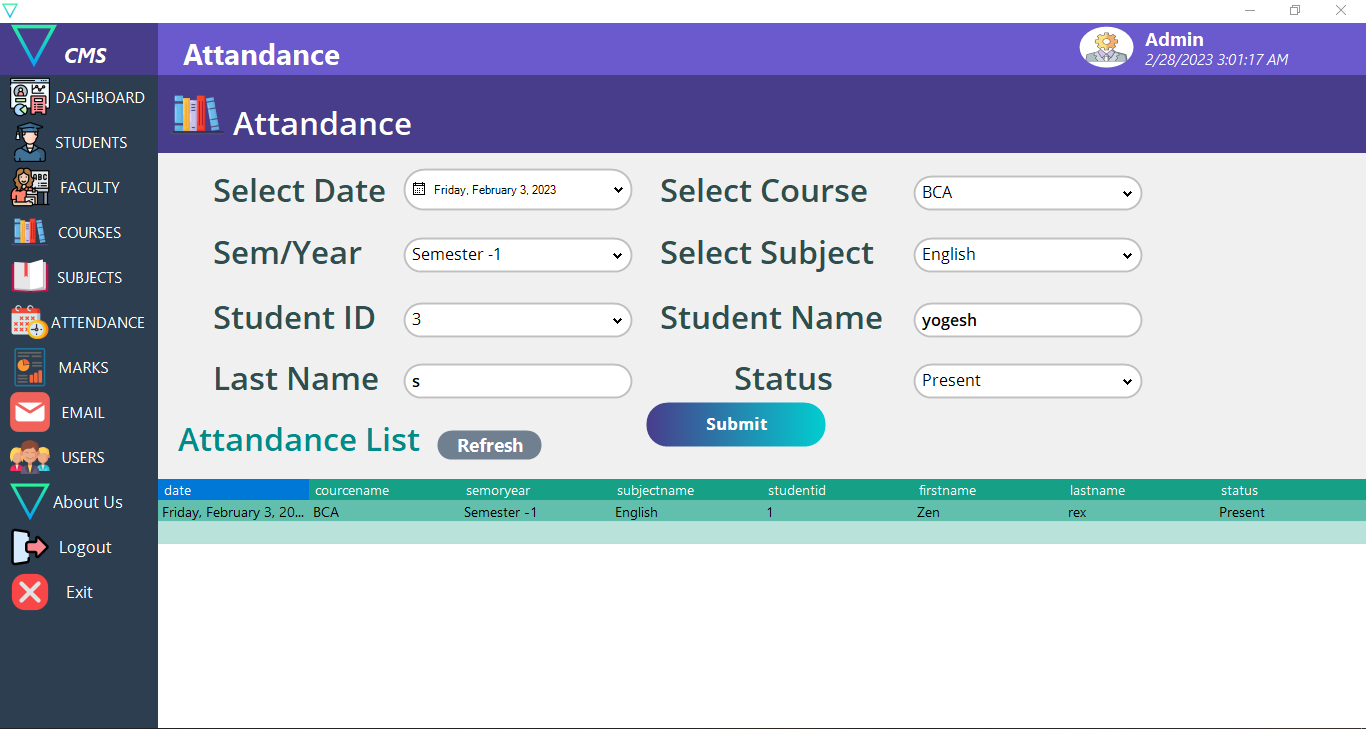 CMS
Attandance
Admin
2/28/2023 3:01:17 AM
DASHBOARD
STUDENTS
FACULTY
COURSES
SUBJECTS
ATTENDANCE
MARKS
EMAIL
USERS
About Us
Logout
Exit
Attandance
Select Date
Friday, February 3, 2023
Select Course
BCA
Sem/Year
Semester -1
Select Subject
English
Student ID
3
Student Name
yogesh
Last Name
s
Status
Present
Submit
Attandance List
Refresh
date courcename semoryear subjectname studentid firstname lastname status
Friday, February 3, 20... BCA Semester -1 English 1 Zen rex Present